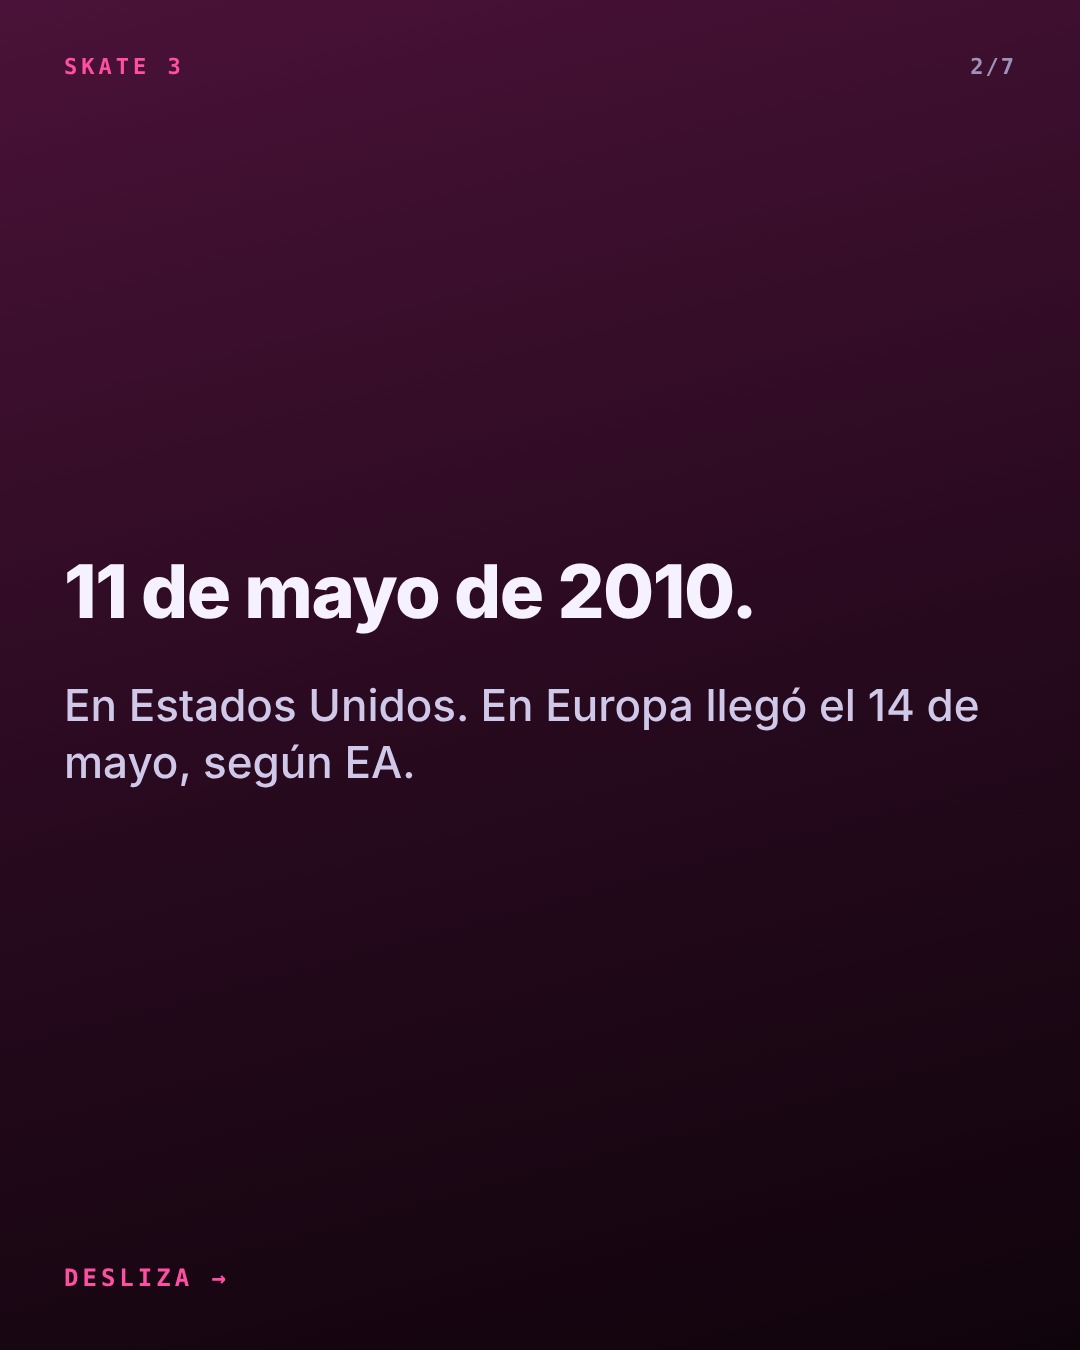 SKATE 3
2/7
11 de mayo de 2010.
En Estados Unidos. En Europa llegó el 14 de
mayo, según EA.
DESLIZA →